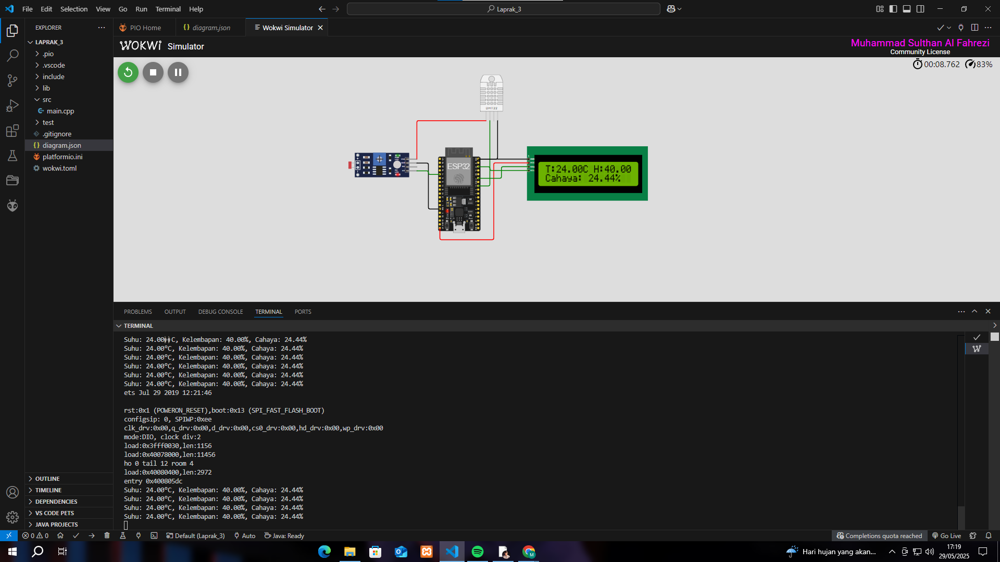 File Edit Selection View Go Run Terminal Help
Laprak_3
EXPLORER
LAPRAK_3
.pio
.vscode
include
lib
src
main.cpp
test
.gitignore
diagram.json
platformio.ini
wokwi.toml
OUTLINE
TIMELINE
DEPENDENCIES
VS CODE PETS
JAVA PROJECTS
PIO Home
diagram.json
Wokwi Simulator
WOKWi Simulator
Muhammad Sulthan Al Fahrezi
Community License
00:08.762 83%
DHT22
ESP32
T:24.00C H:40.00
Cahaya: 24.44%
PROBLEMS OUTPUT DEBUG CONSOLE TERMINAL PORTS
TERMINAL
Suhu: 24.00��C, Kelembapan: 40.00%, Cahaya: 24.44%
Suhu: 24.00°C, Kelembapan: 40.00%, Cahaya: 24.44%
Suhu: 24.00°C, Kelembapan: 40.00%, Cahaya: 24.44%
Suhu: 24.00°C, Kelembapan: 40.00%, Cahaya: 24.44%
Suhu: 24.00°C, Kelembapan: 40.00%, Cahaya: 24.44%
Suhu: 24.00°C, Kelembapan: 40.00%, Cahaya: 24.44%
ets Jul 29 2019 12:21:46
rst:0x1 (POWERON_RESET),boot:0x13 (SPI_FAST_FLASH_BOOT)
configsip: 0, SPIWP:0xee
clk_drv:0x00,q_drv:0x00,d_drv:0x00,cs0_drv:0x00,hd_drv:0x00,wp_drv:0x00
mode:DIO, clock div:2
load:0x3fff0030,len:1156
load:0x40078000,len:11456
ho 0 tail 12 room 4
load:0x40080400,len:2972
entry 0x400805dc
Suhu: 24.00°C, Kelembapan: 40.00%, Cahaya: 24.44%
Suhu: 24.00°C, Kelembapan: 40.00%, Cahaya: 24.44%
Suhu: 24.00°C, Kelembapan: 40.00%, Cahaya: 24.44%
Suhu: 24.00°C, Kelembapan: 40.00%, Cahaya: 24.44%
0 0 Default (Laprak_3) Auto Java: Ready Completions quota reached Go Live
Hari hujan yang akan...
17:19
29/05/2025